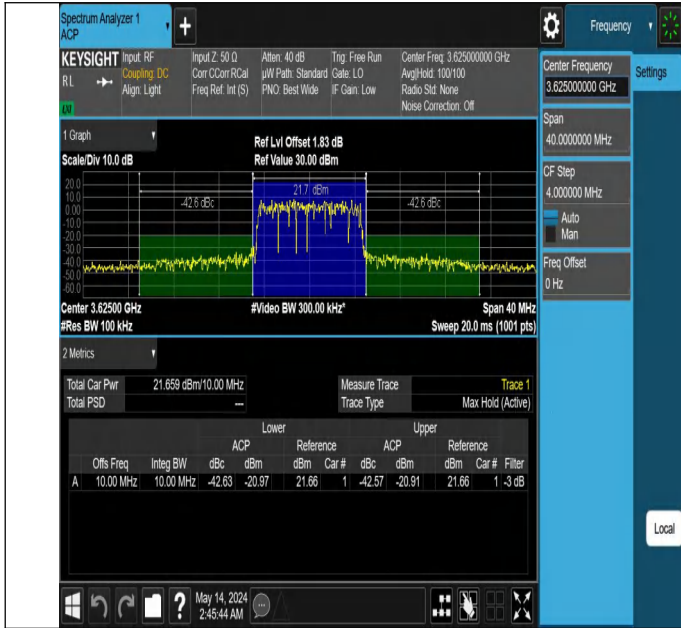 Spectrum Analyzer 1
ACP
+
Frequency
KEYSIGHT
RL
LXI
Input: RF
Coupling: DC
Align: Light
Input Z: 50 Ω
Corr CCorr RCal
Freq Ref: Int (S)
Atten: 40 dB
µW Path: Standard
PNO: Best Wide
Trig: Free Run
Gate: LO
IF Gain: Low
Center Freq: 3.625000000 GHz
Avg|Hold: 100/100
Radio Std: None
Noise Correction: Off
Center Frequency
3.625000000 GHz
Settings
Span
40.0000000 MHz
CF Step
4.000000 MHz
Auto
Man
Freq Offset
0 Hz
1 Graph
Scale/Div 10.0 dB
Ref Lvl Offset 1.83 dB
Ref Value 30.00 dBm
20.0
10.0
0.00
-10.0
-20.0
-30.0
-40.0
-50.0
-60.0
-42.6 dBc
21.7 dBm
-42.6 dBc
Center 3.62500 GHz
#Video BW 300.00 kHz*
Span 40 MHz
#Res BW 100 kHz
Sweep 20.0 ms (1001 pts)
2 Metrics
Total Car Pwr 21.659 dBm/10.00 MHz
Total PSD ---
Measure Trace Trace 1
Trace Type Max Hold (Active)
Lower Upper
ACP Reference ACP Reference
Offs Freq Integ BW dBc dBm dBm Car # dBc dBm dBm Car # Filter
A 10.00 MHz 10.00 MHz -42.63 -20.97 21.66 1 -42.57 -20.91 21.66 1 -3 dB
Local
?
May 14, 2024
2:45:44 AM